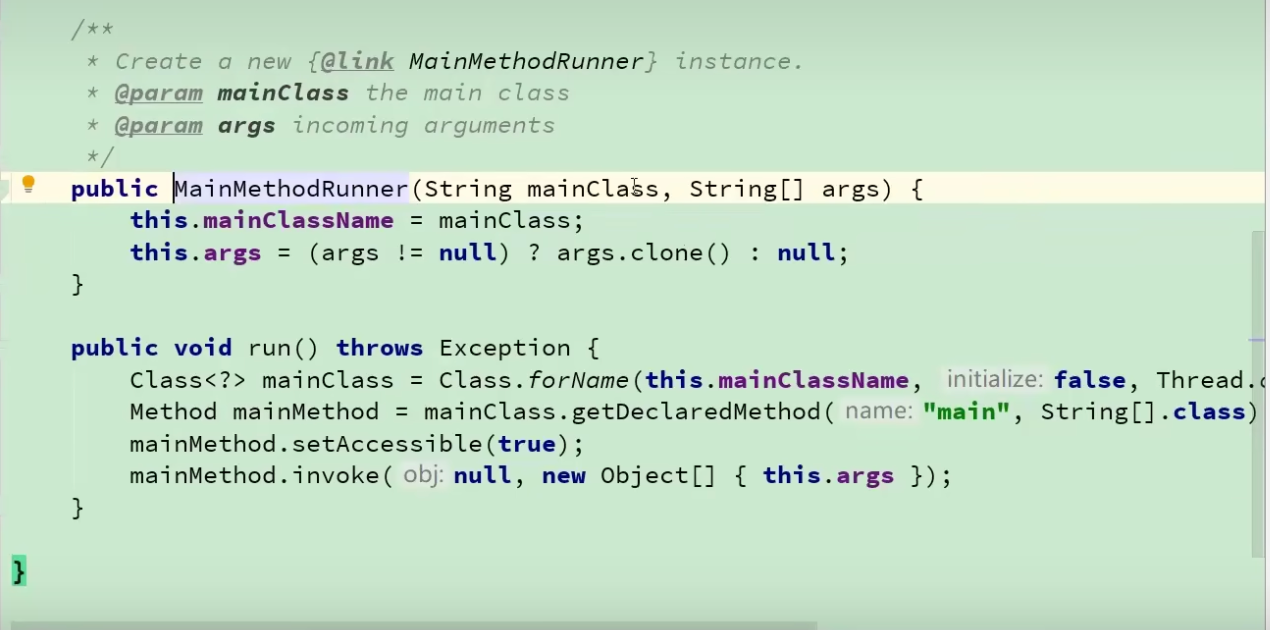 /**
 * Create a new {@link MainMethodRunner} instance.
 * @param mainClass the main class
 * @param args incoming arguments
 */
public MainMethodRunner(String mainClass, String[] args) {
    this.mainClassName = mainClass;
    this.args = (args != null) ? args.clone() : null;
}
public void run() throws Exception {
    Class<?> mainClass = Class.forName(this.mainClassName, initialize: false, Thread.
    Method mainMethod = mainClass.getDeclaredMethod( name: "main", String[].class)
    mainMethod.setAccessible(true);
    mainMethod.invoke( obj: null, new Object[] { this.args });
}
}